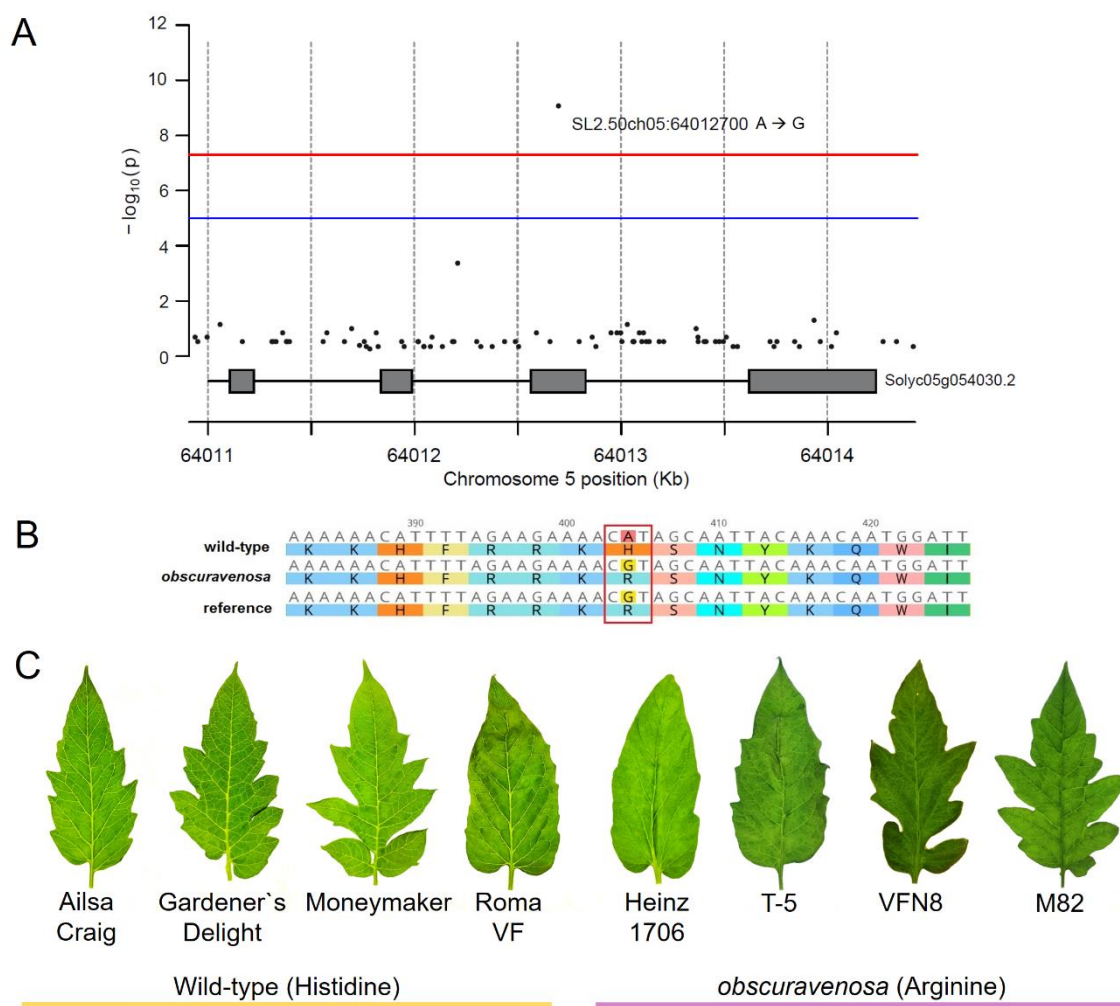 A
12
10
8
6
4
2
0
−log10(p)
SL2.50ch05:64012700 A → G
Solyc05g054030.2
64011 64012 64013 64014
Chromosome 5 position (Kb)
B
390 400 410 420
wild-type
AAAAAACATTTTAGAAGAAAACATAGCAATTACAAACAATGGATT
K K H F R R K H S N Y K Q W I
obscuravenosa
AAAAAACATTTTAGAAGAAAACGTAGCAATTACAAACAATGGATT
K K H F R R K R S N Y K Q W I
reference
AAAAAACATTTTAGAAGAAAACGTAGCAATTACAAACAATGGATT
K K H F R R K R S N Y K Q W I
C
Ailsa
Craig
Gardener`s
Delight
Moneymaker
Roma
VF
Heinz
1706
T-5
VFN8
M82
Wild-type (Histidine)
obscuravenosa (Arginine)